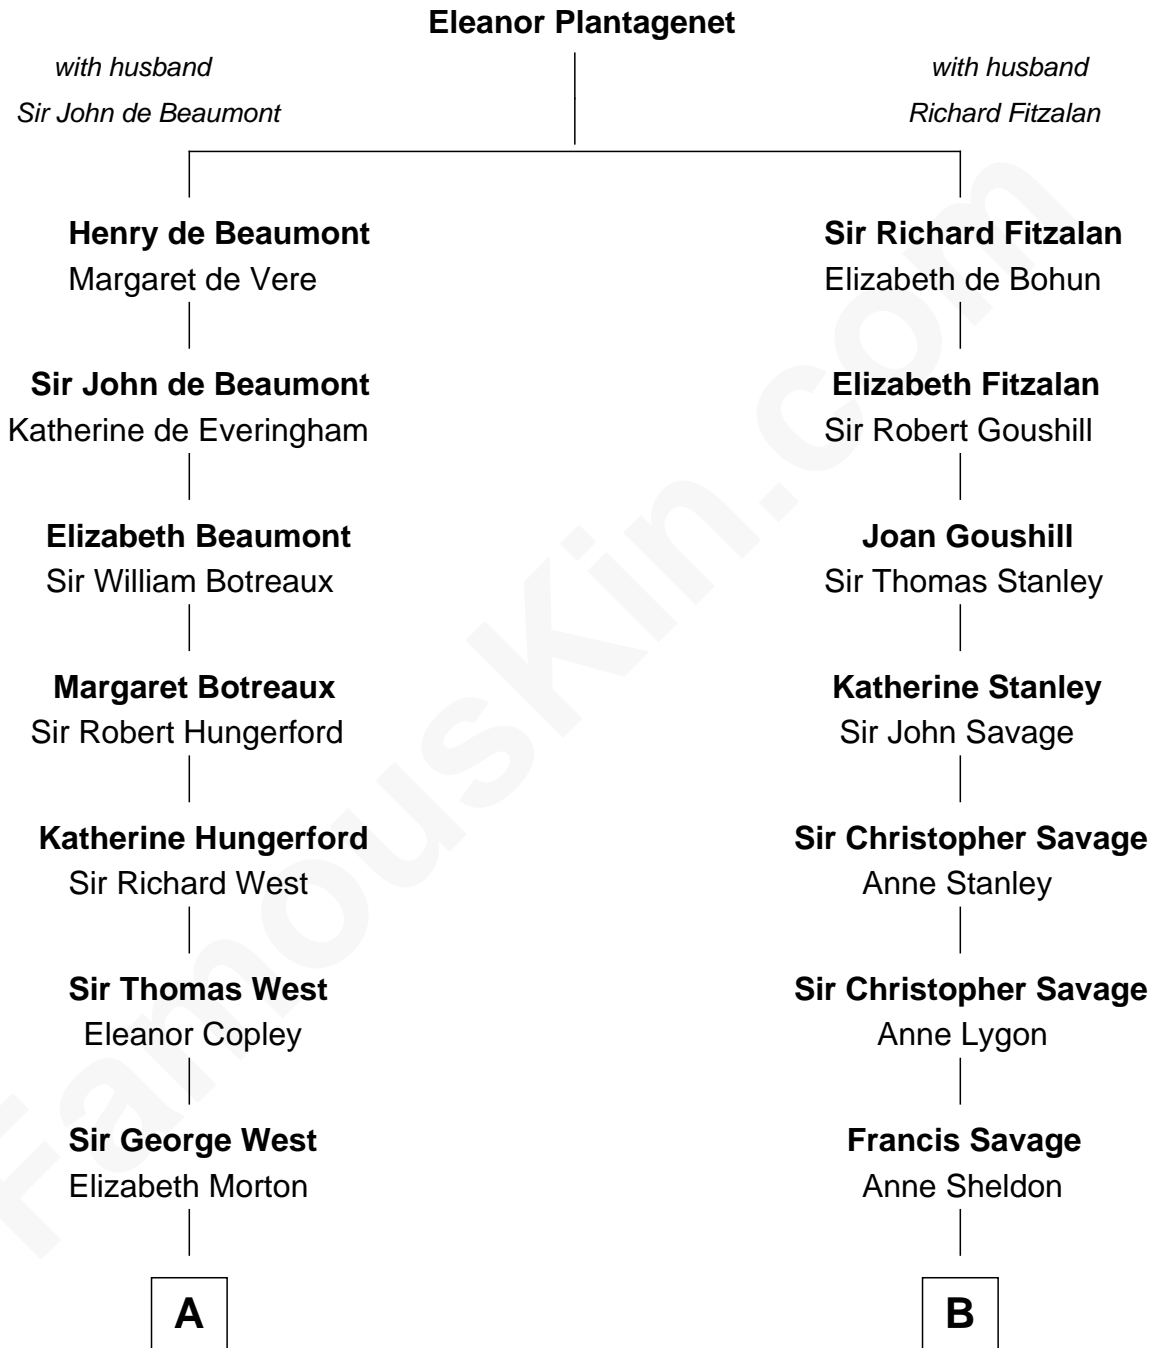 Eleanor Plantagenet
with husband
Sir John de Beaumont
with husband
Richard Fitzalan
Henry de Beaumont
Margaret de Vere
Sir Richard Fitzalan
Elizabeth de Bohun
Sir John de Beaumont
Katherine de Everingham
Elizabeth Fitzalan
Sir Robert Goushill
Elizabeth Beaumont
Sir William Botreaux
Joan Goushill
Sir Thomas Stanley
Margaret Botreaux
Sir Robert Hungerford
Katherine Stanley
Sir John Savage
Katherine Hungerford
Sir Richard West
Sir Christopher Savage
Anne Stanley
Sir Thomas West
Eleanor Copley
Sir Christopher Savage
Anne Lygon
Sir George West
Elizabeth Morton
Francis Savage
Anne Sheldon
A
B
FamousKin.com